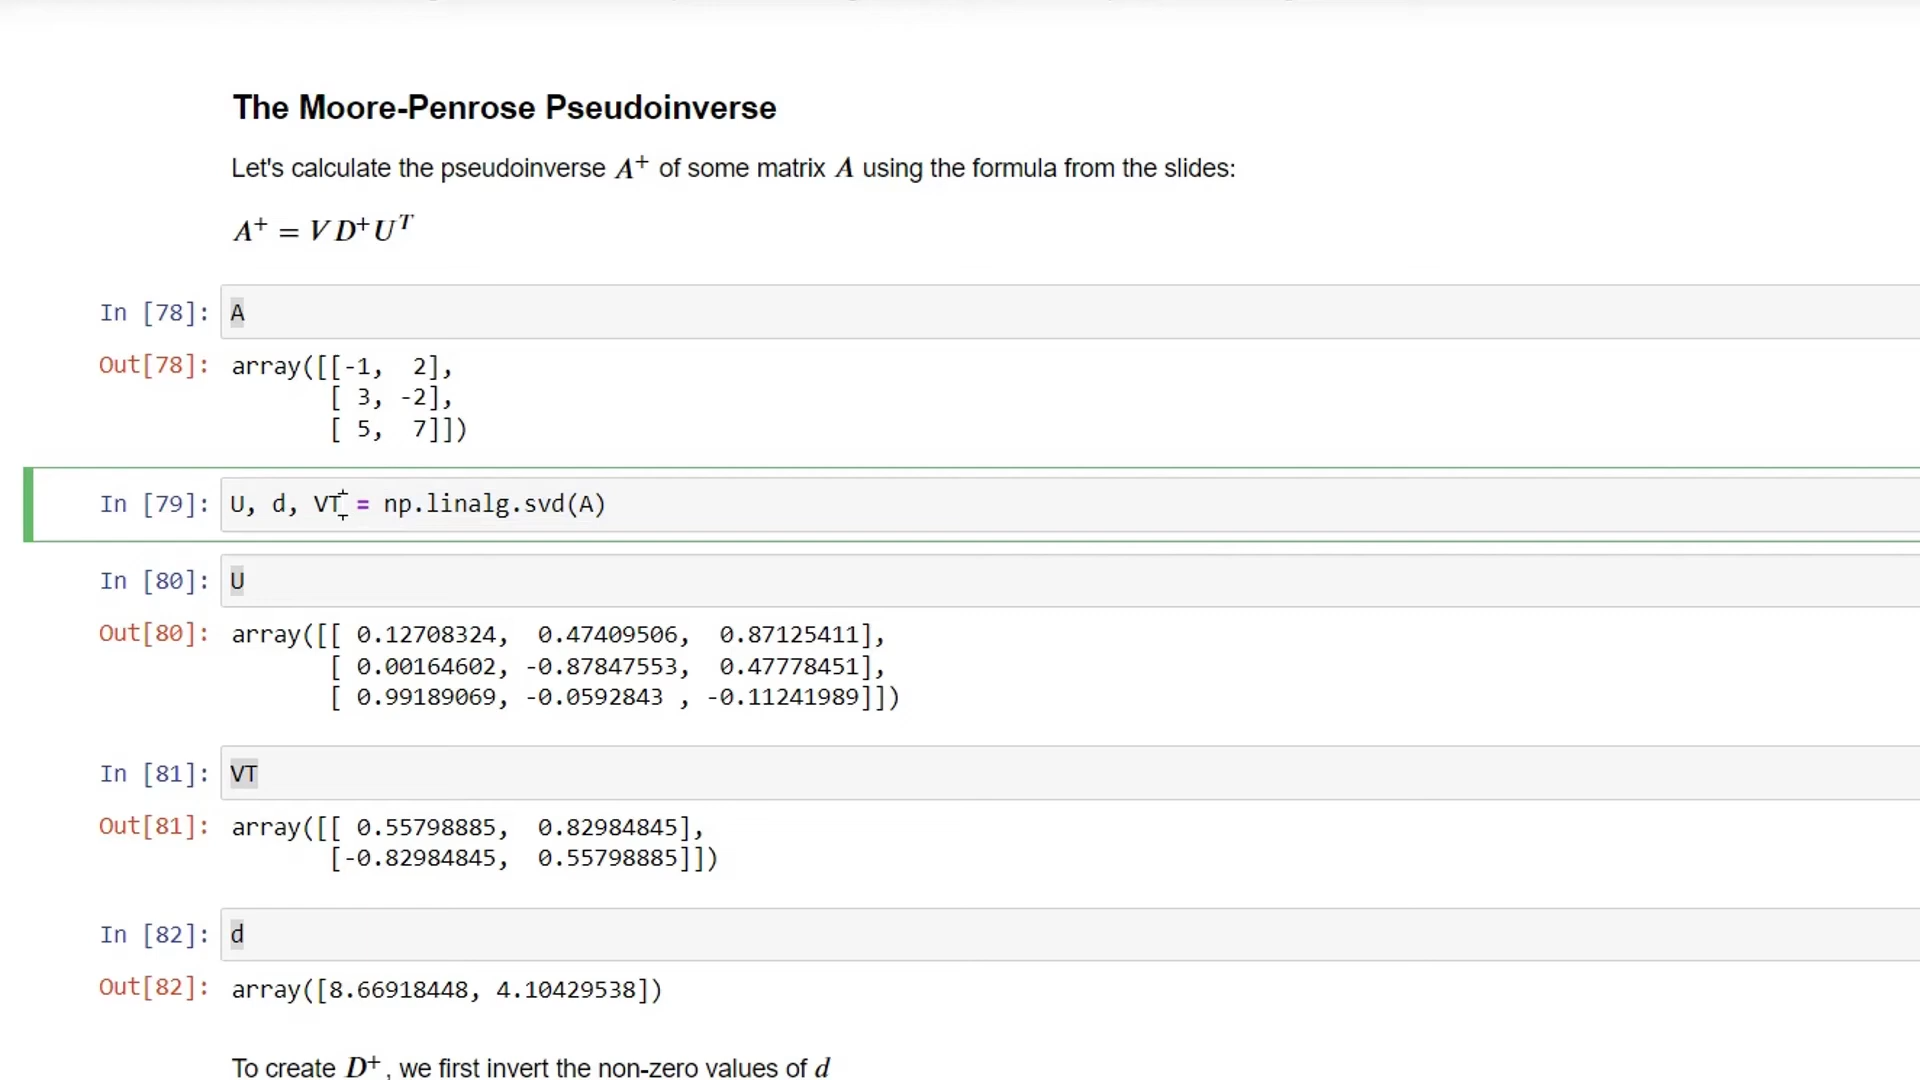 The Moore-Penrose Pseudoinverse
Let's calculate the pseudoinverse A⁺ of some matrix A using the formula from the slides:
A⁺ = VD⁺Uᵀ
In [78]: A
Out[78]: array([[-1,  2],
[ 3, -2],
[ 5,  7]])
In [79]: U, d, VT = np.linalg.svd(A)
In [80]: U
Out[80]: array([[ 0.12708324,  0.47409506,  0.87125411],
[ 0.00164602, -0.87847553,  0.47778451],
[ 0.99189069, -0.0592843 , -0.11241989]])
In [81]: VT
Out[81]: array([[ 0.55798885,  0.82984845],
[-0.82984845,  0.55798885]])
In [82]: d
Out[82]: array([8.66918448, 4.10429538])
To create D⁺, we first invert the non-zero values of d